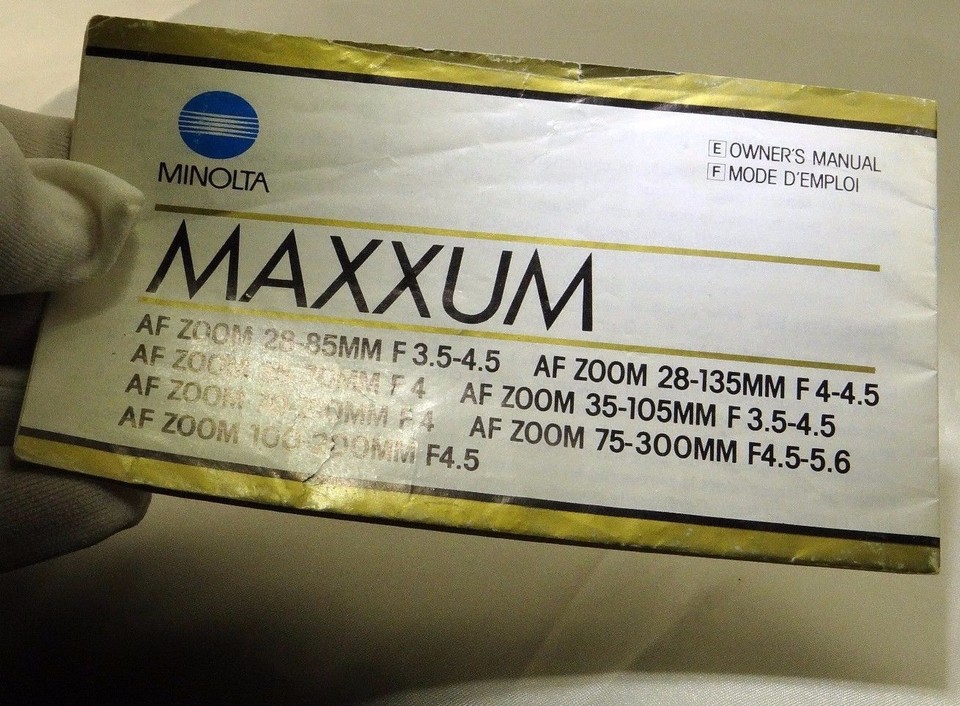 MINOLTA
E OWNER'S MANUAL
F MODE D'EMPLOI
MAXXUM
AF ZOOM 28-85MM F 3.5-4.5 AF ZOOM 28-135MM F 4-4.5
AF ZOOM F 4 AF ZOOM 35-105MM F 3.5-4.5
AF ZOOM F 4 AF ZOOM 75-300MM F4.5-5.6
AF ZOOM 100-200MM F4.5